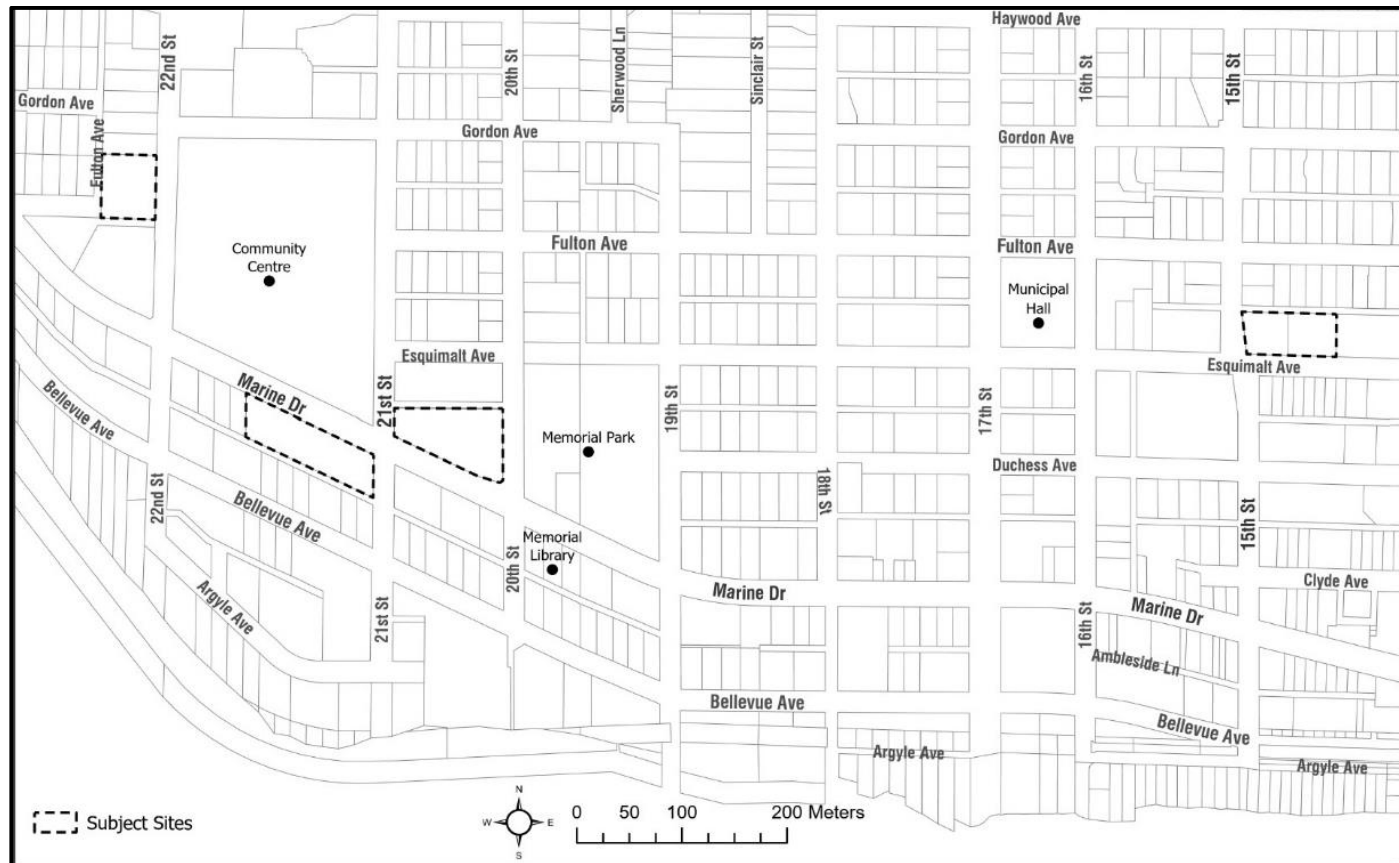 Haywood Ave
22nd St
20th St
Sherwood Ln
Sinclair St
16th St
15th St
Gordon Ave
Gordon Ave
Gordon Ave
Fulton Ave
Fulton Ave
Fulton Ave
Community
Centre
Municipal
Hall
Esquimalt Ave
Esquimalt Ave
Marine Dr
21st St
Bellevue Ave
19th St
17th St
Memorial Park
Duchess Ave
22nd St
Bellevue Ave
18th St
15th St
Memorial
Library
20th St
Clyde Ave
Argyle Ave
Marine Dr
Marine Dr
21st St
16th St
Ambleside Ln
Bellevue Ave
Bellevue Ave
Argyle Ave
Argyle Ave
Subject Sites
N
W
E
S
0 50 100 200 Meters